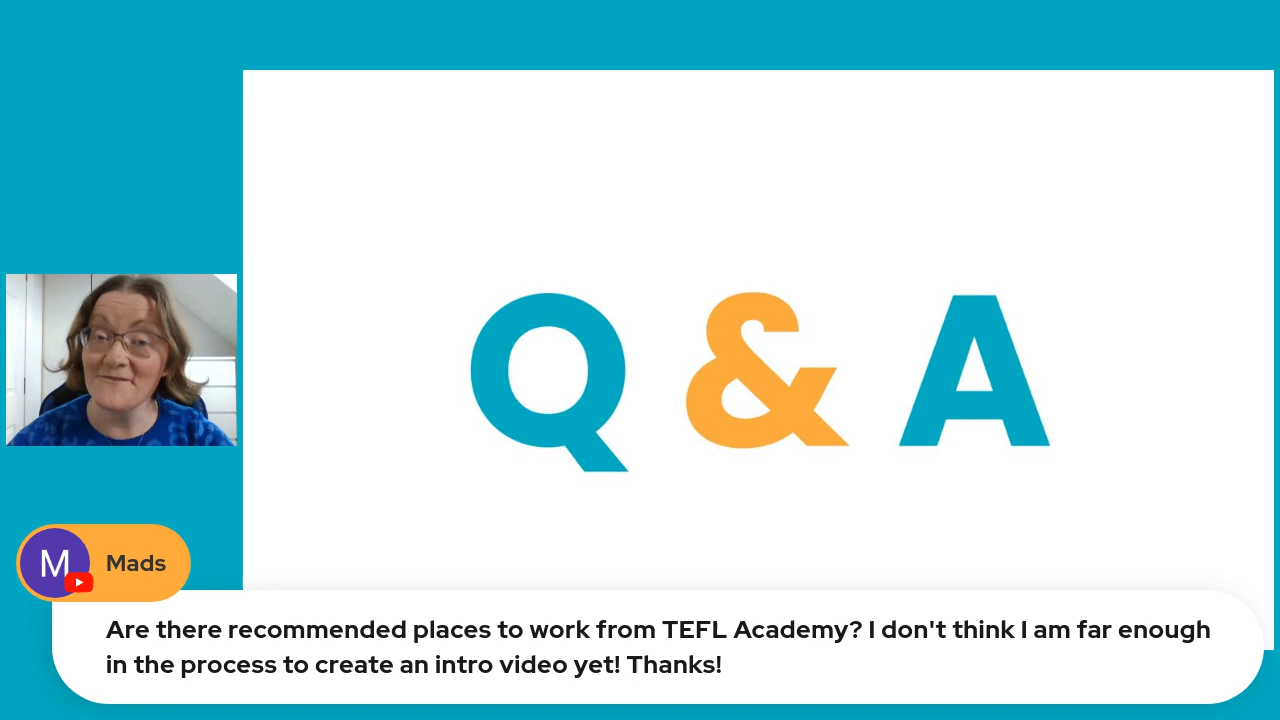 Q & A
M
Mads
Are there recommended places to work from TEFL Academy? I don't think I am far enough
in the process to create an intro video yet! Thanks!